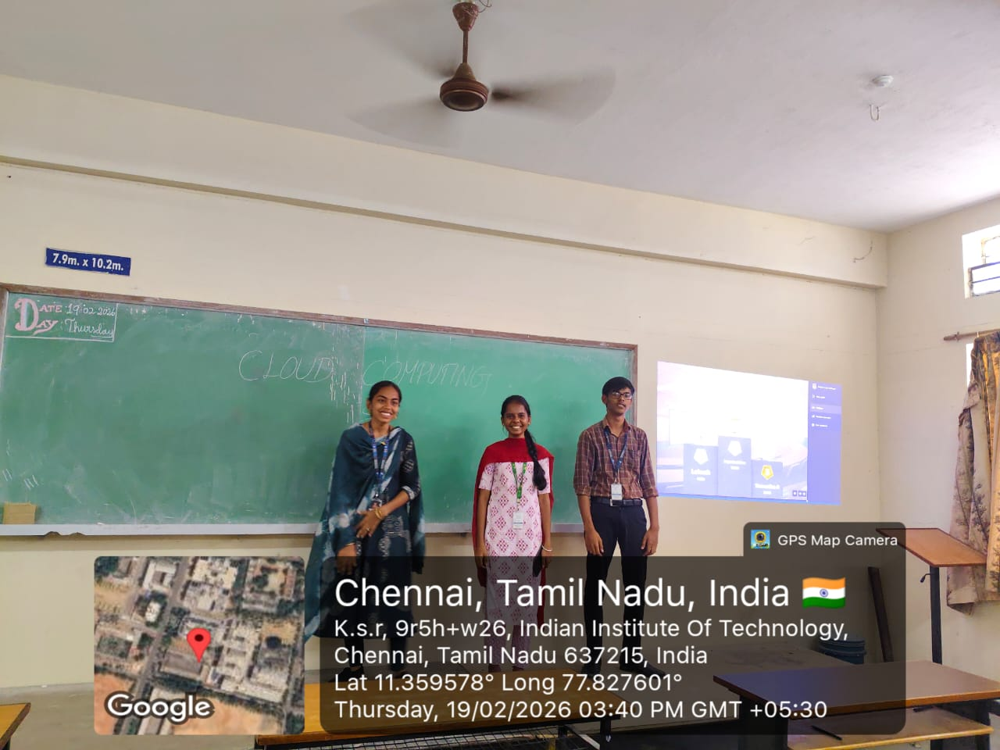 7.9m. x 10.2m.
DATE : 19.02.2026
DAY : Thursday
CLOUD COMPUTING
GPS Map Camera
Chennai, Tamil Nadu, India 🇮🇳
K.s.r, 9r5h+w26, Indian Institute Of Technology,
Chennai, Tamil Nadu 637215, India
Lat 11.359578° Long 77.827601°
Thursday, 19/02/2026 03:40 PM GMT +05:30
Google